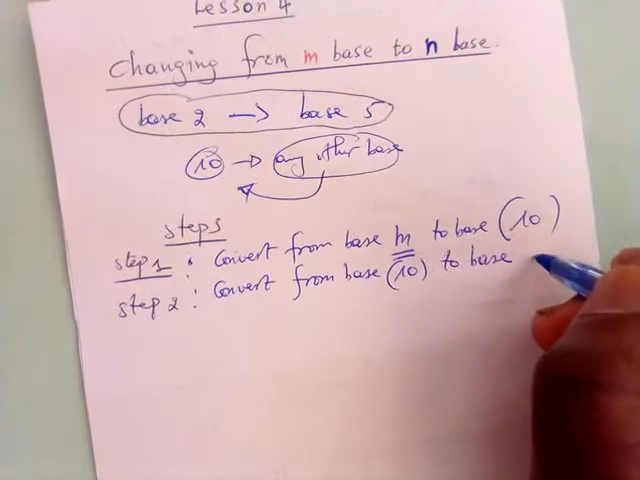 Lesson 4
Changing from m base to n base.
base 2 → base 5
10 → any other base
steps
step 1 : Convert from base m to base (10)
step 2 : Convert from base (10) to base